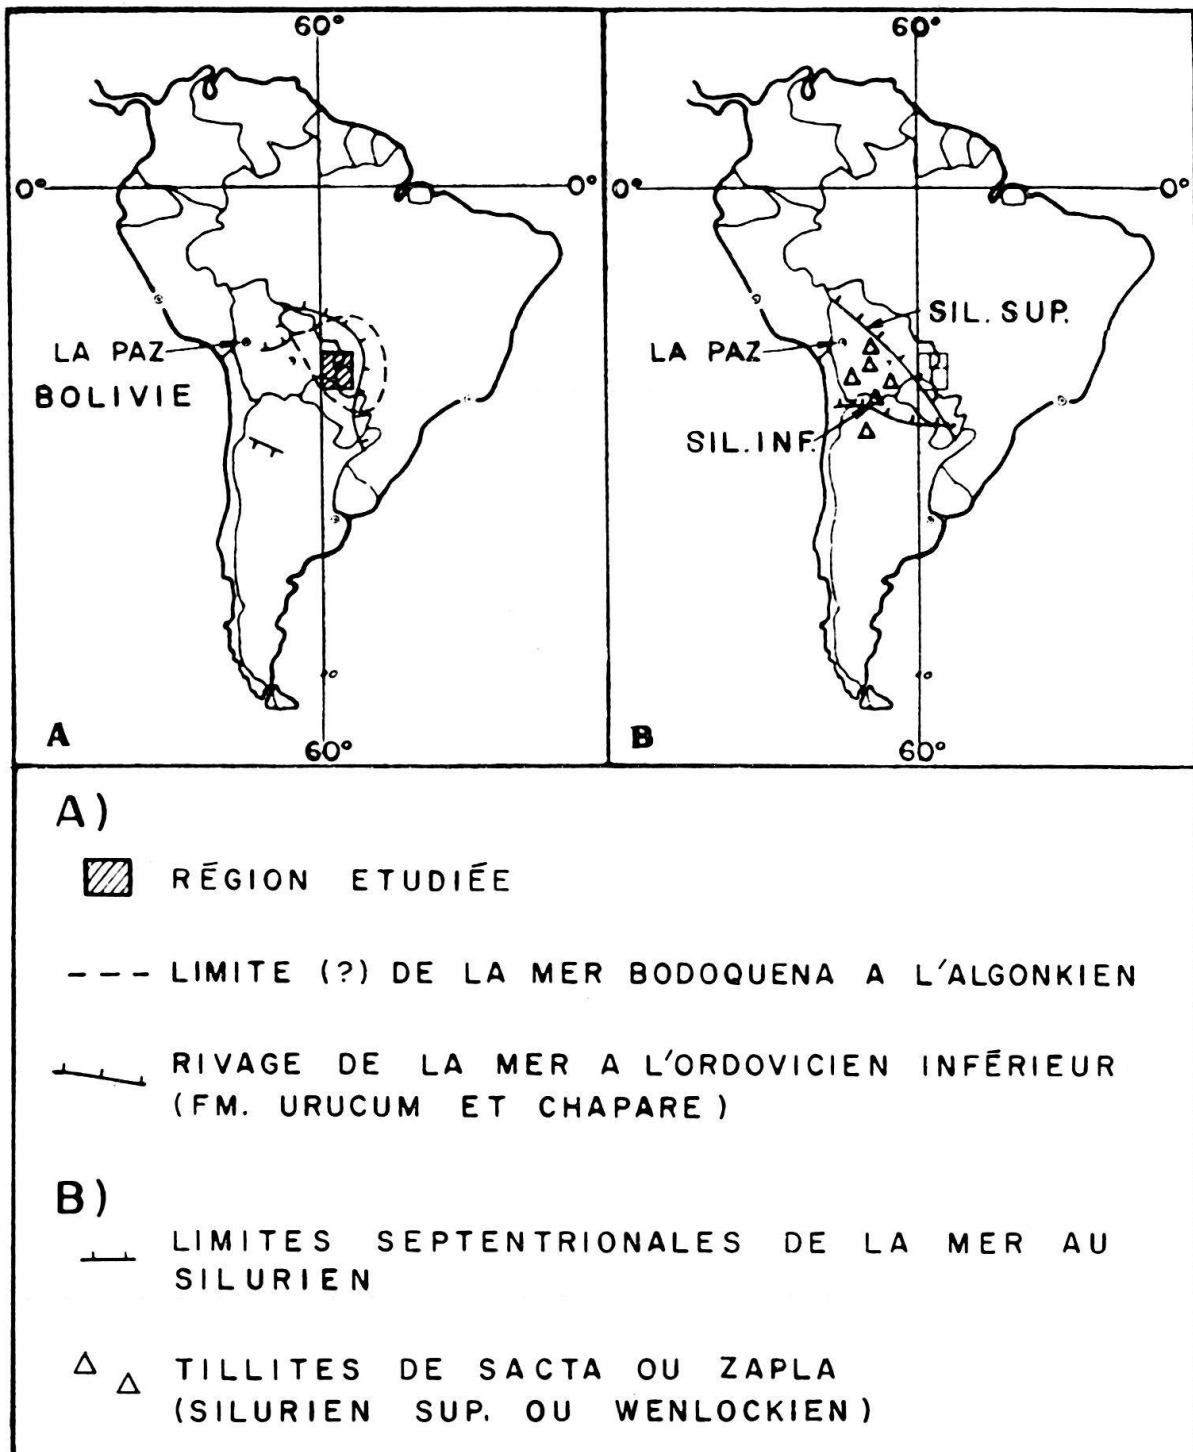 60°
0°
0°
LA PAZ
BOLIVIE
A
60°
60°
0°
0°
SIL. SUP.
LA PAZ
SIL. INF.
B
60°
A)
RÉGION ETUDIÉE
LIMITE (?) DE LA MER BODOQUENA A L'ALGONKIEN
RIVAGE DE LA MER A L'ORDOVICIEN INFÉRIEUR
(FM. URUCUM ET CHAPARE)
B)
LIMITES SEPTENTRIONALES DE LA MER AU
SILURIEN
TILLITES DE SACTA OU ZAPLA
(SILURIEN SUP. OU WENLOCKIEN)